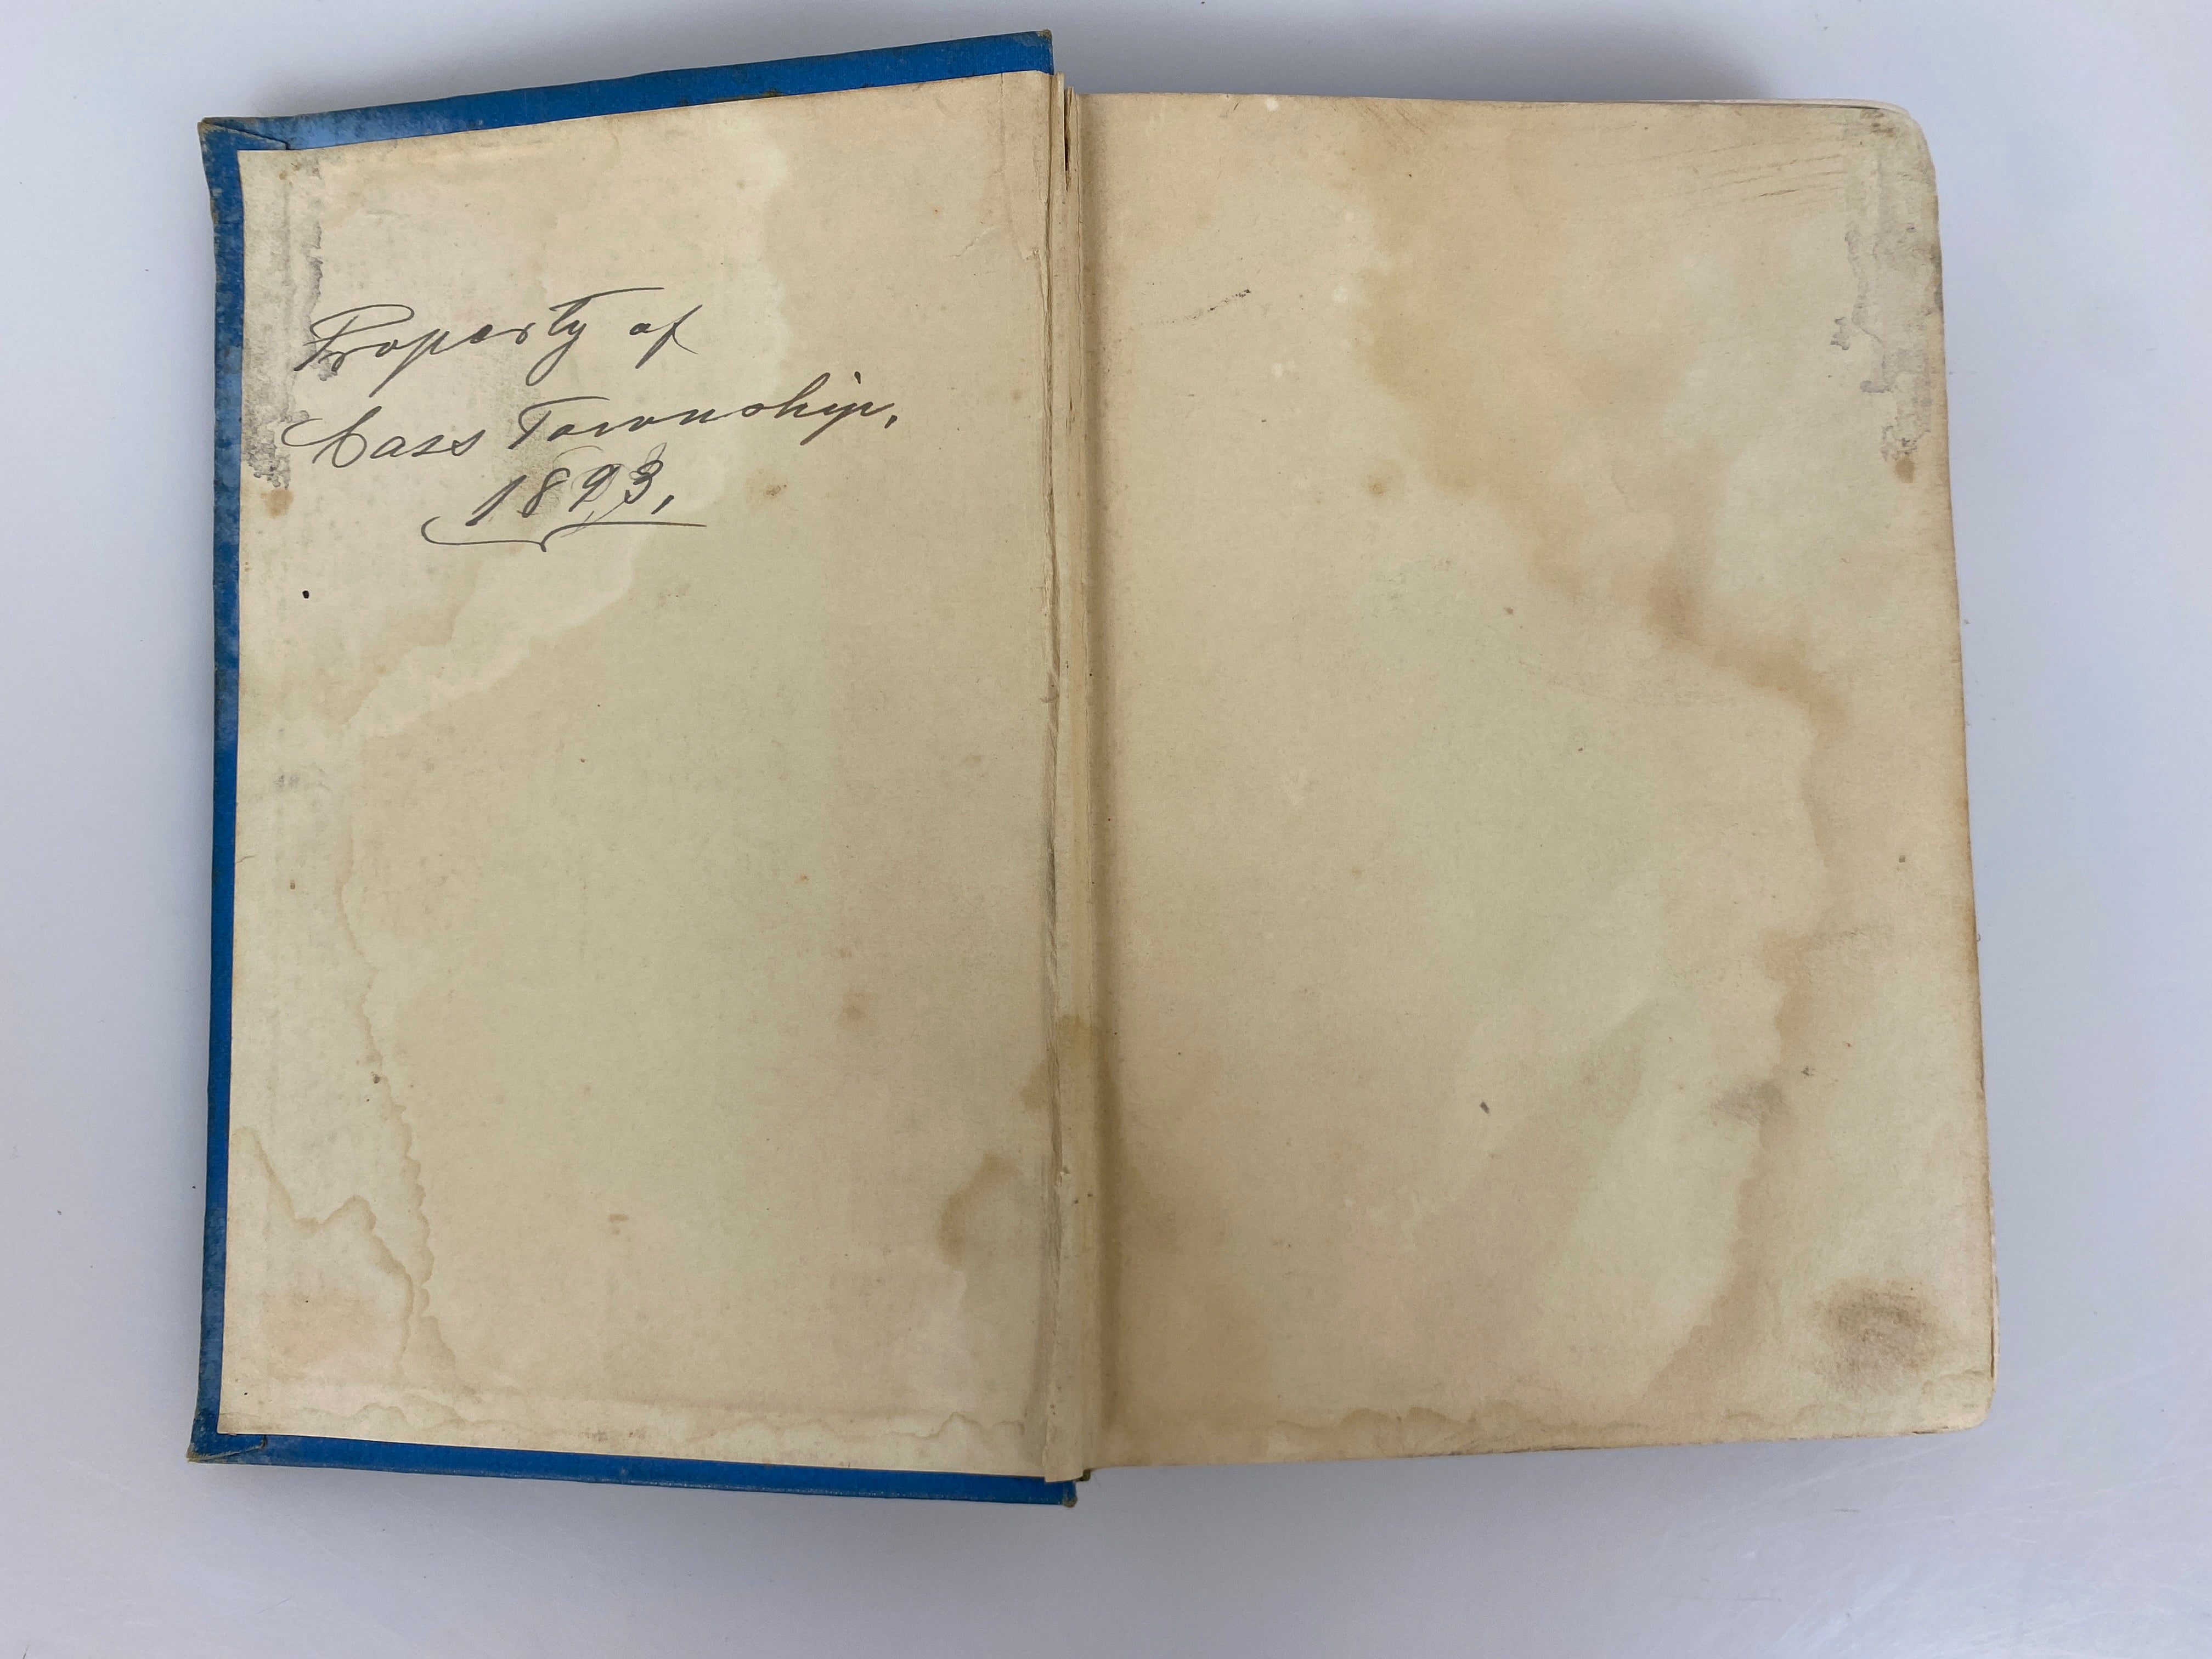 Property of
Cass Township,
1893,